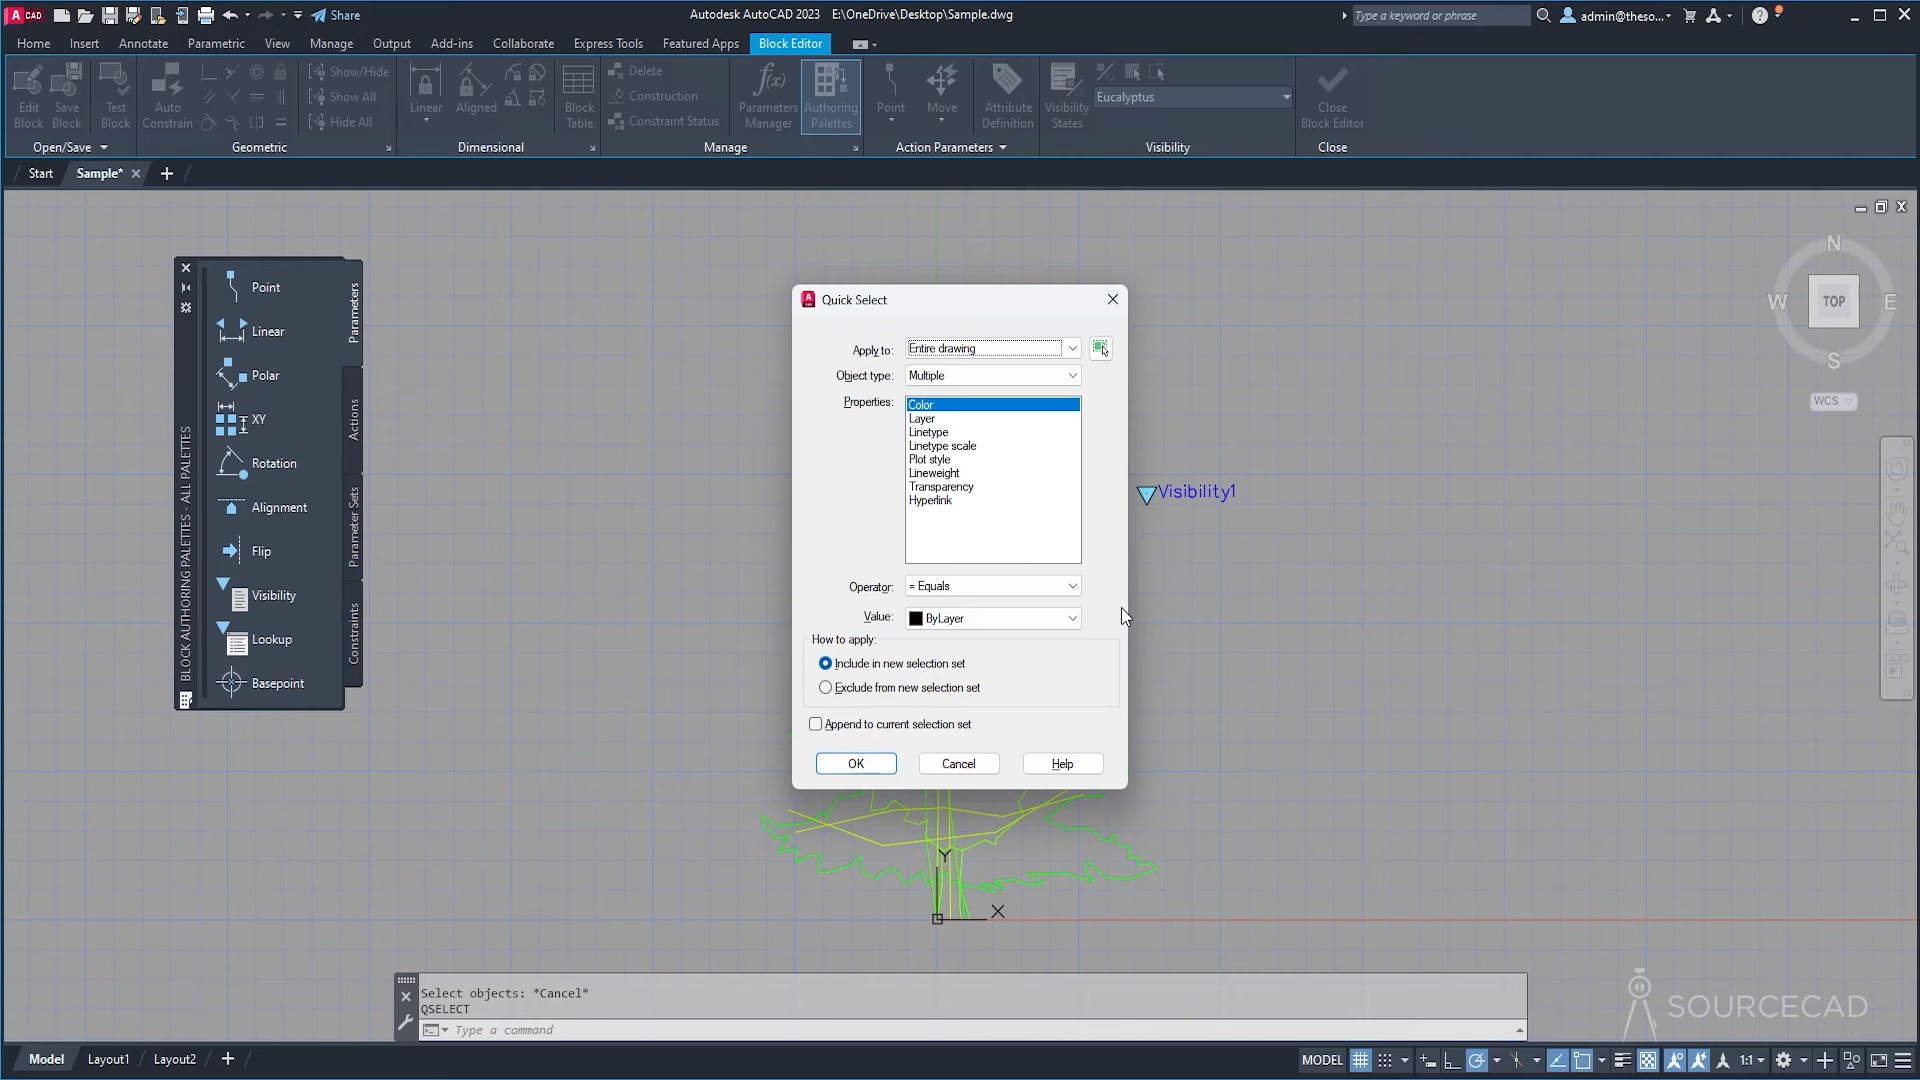 CAD
Share
Autodesk AutoCAD 2023 E:\OneDrive\Desktop\Sample.dwg
Type a keyword or phrase
admin@theso...
Home Insert Annotate Parametric View Manage Output Add-ins Collaborate Express Tools Featured Apps Block Editor
Edit Block
Save Block
Test Block
Auto Constrain
Show/Hide
Show All
Hide All
Linear
Aligned
Block Table
Delete
Construction
Constraint Status
Parameters Manager
Authoring Palettes
Point
Move
Attribute Definition
Visibility States
Eucalyptus
Close Block Editor
Open/Save Geometric Dimensional Manage Action Parameters Visibility Close
Start Sample*
N
W TOP E
S
WCS
BLOCK AUTHORING PALETTES - ALL PALETTES
Point
Linear
Polar
XY
Rotation
Alignment
Flip
Visibility
Lookup
Basepoint
Parameters
Actions
Parameter Sets
Constraints
Quick Select
Apply to: Entire drawing
Object type: Multiple
Properties: Color
Layer
Linetype
Linetype scale
Plot style
Lineweight
Transparency
Hyperlink
Operator: = Equals
Value: ByLayer
How to apply:
Include in new selection set
Exclude from new selection set
Append to current selection set
OK Cancel Help
Visibility1
Y
X
Select objects: *Cancel*
QSELECT
Type a command
SOURCECAD
Model Layout1 Layout2
MODEL 1:1